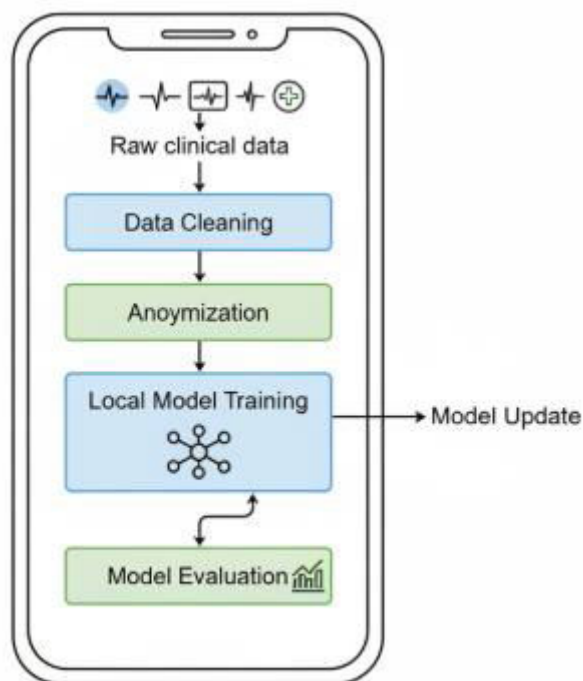 Raw clinical data
Data Cleaning
Anoymization
Local Model Training
Model Update
Model Evaluation